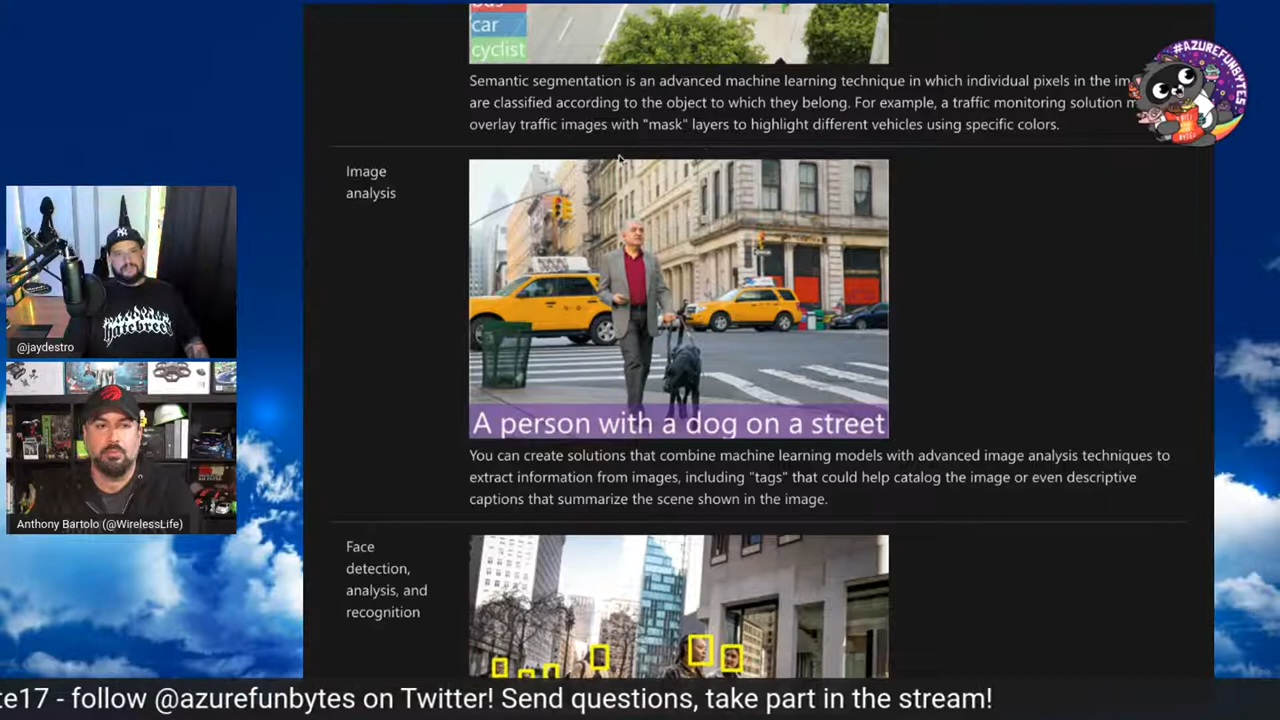 bus
car
cyclist
Semantic segmentation is an advanced machine learning technique in which individual pixels in the im
are classified according to the object to which they belong. For example, a traffic monitoring solution m
overlay traffic images with "mask" layers to highlight different vehicles using specific colors.
#AZUREFUNBYTES
Image
analysis
A person with a dog on a street
You can create solutions that combine machine learning models with advanced image analysis techniques to
extract information from images, including "tags" that could help catalog the image or even descriptive
captions that summarize the scene shown in the image.
Face
detection,
analysis, and
recognition
hatebreed
@jaydestro
Anthony Bartolo (@WirelessLife)
te17 - follow @azurefunbytes on Twitter! Send questions, take part in the stream!